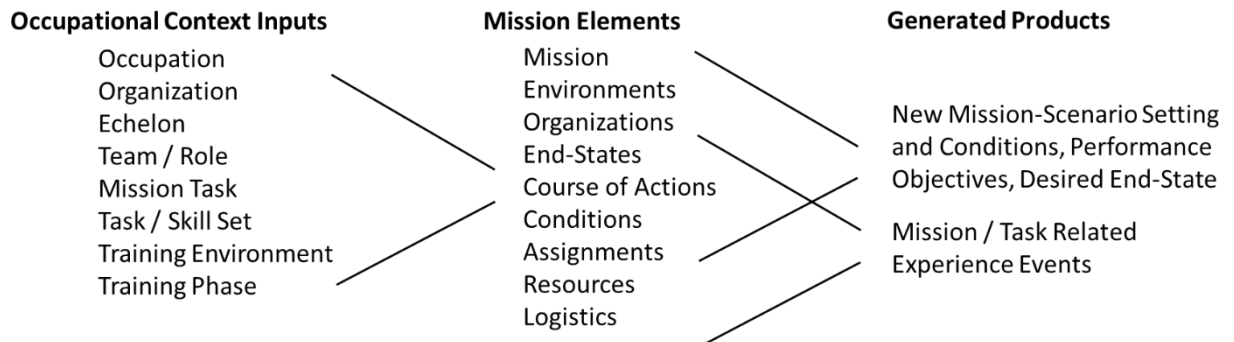 Occupational Context Inputs
Occupation
Organization
Echelon
Team / Role
Mission Task
Task / Skill Set
Training Environment
Training Phase
Mission Elements
Mission
Environments
Organizations
End-States
Course of Actions
Conditions
Assignments
Resources
Logistics
Generated Products
New Mission-Scenario Setting
and Conditions, Performance
Objectives, Desired End-State
Mission / Task Related
Experience Events